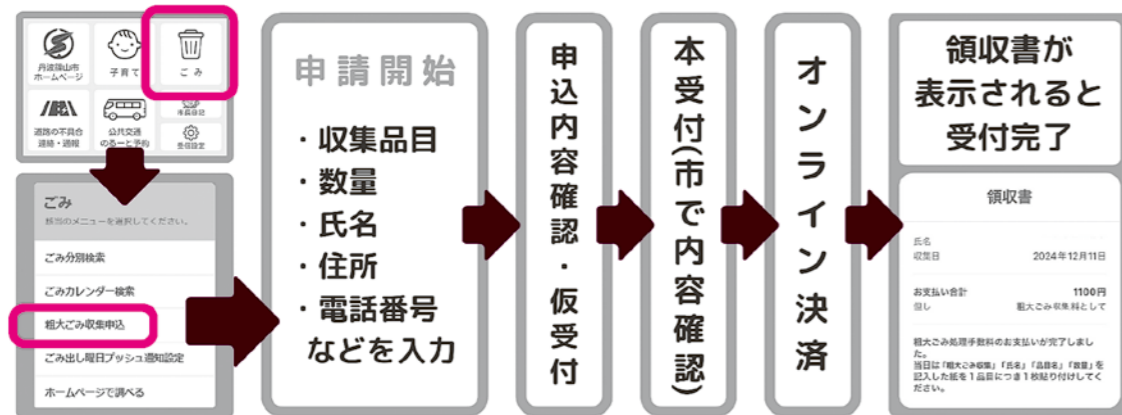 丹波篠山市
ホームページ
子育て
ごみ
道路の不具合
連絡・通報
公共交通
のるーと予約
市長日記
受信設定
ごみ
該当のメニューを選択してください。
ごみ分別検索
ごみカレンダー検索
粗大ごみ収集申込
ごみ出し曜日プッシュ通知設定
ホームページで調べる
申請開始
・収集品目
・数量
・氏名
・住所
・電話番号
などを入力
申込内容確認・仮受付
本受付(市で内容確認)
オンライン決済
領収書が
表示されると
受付完了
領収書
氏名
収集日 2024年12月11日
お支払い合計 1100円
但し 粗大ごみ収集料として
粗大ごみ処理手数料のお支払いが完了しまし
た。
当日は「粗大ごみ収集」「氏名」「品目名」「数量」を
記入した紙を1品目につき1枚貼り付けしてく
ださい。